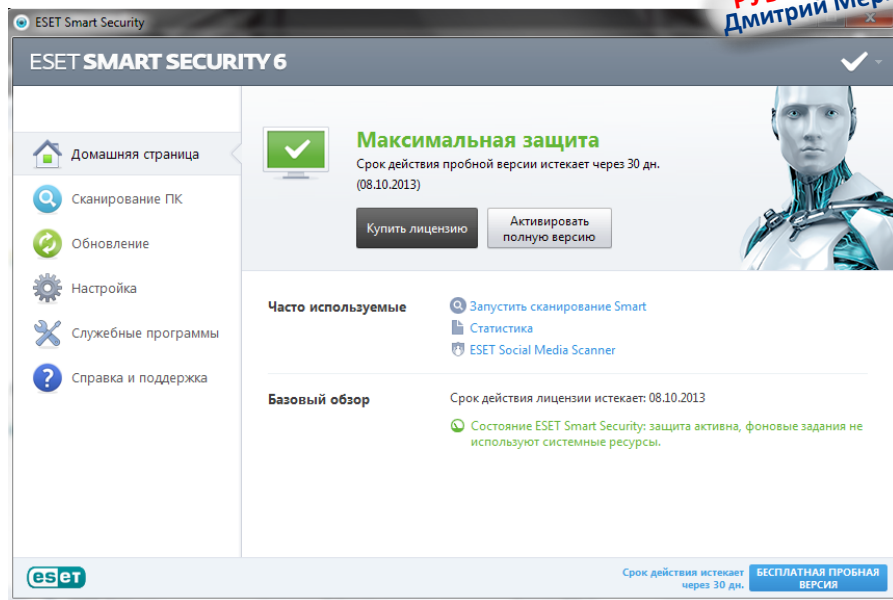 ESET Smart Security
Дмитрий
ESET SMART SECURITY 6
Домашняя страница
Сканирование ПК
Обновление
Настройка
Служебные программы
Справка и поддержка
Максимальная защита
Срок действия пробной версии истекает через 30 дн.
(08.10.2013)
Купить лицензию
Активировать
полную версию
Часто используемые
Запустить сканирование Smart
Статистика
ESET Social Media Scanner
Базовый обзор
Срок действия лицензии истекает: 08.10.2013
Состояние ESET Smart Security: защита активна, фоновые задания не
используют системные ресурсы.
eset
Срок действия истекает
через 30 дн.
БЕСПЛАТНАЯ ПРОБНАЯ
ВЕРСИЯ